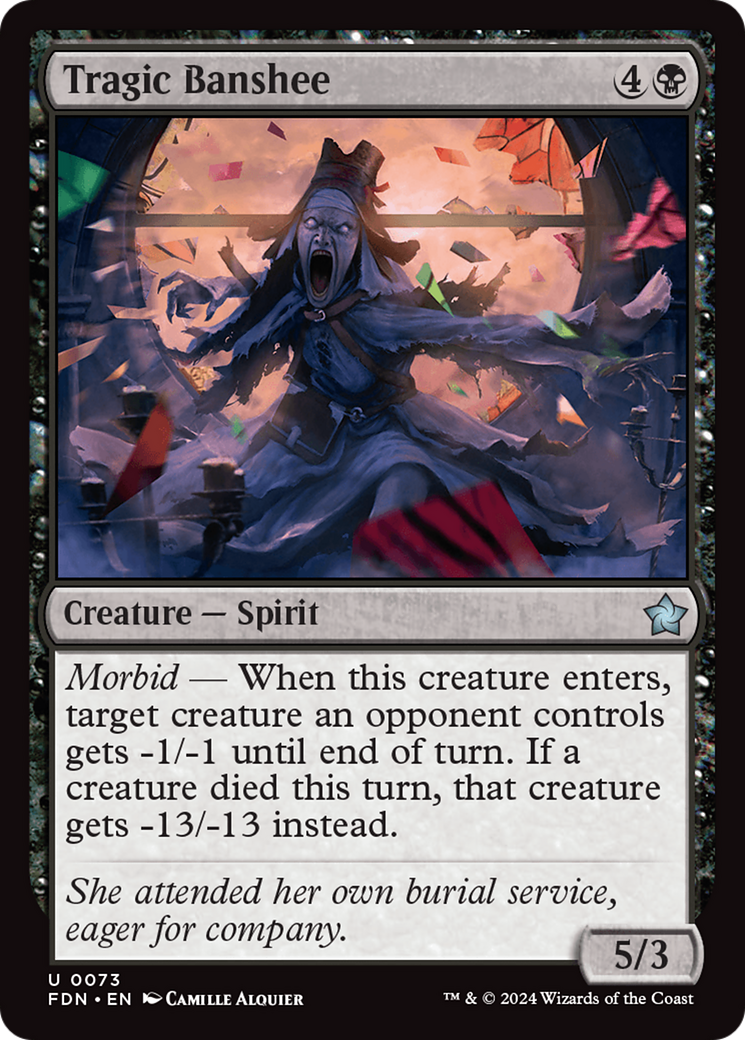 Tragic Banshee 4
Creature — Spirit
Morbid — When this creature enters,
target creature an opponent controls
gets -1/-1 until end of turn. If a
creature died this turn, that creature
gets -13/-13 instead.
She attended her own burial service,
eager for company.
5/3
U 0073
FDN • EN Camille Alquier
™ & © 2024 Wizards of the Coast